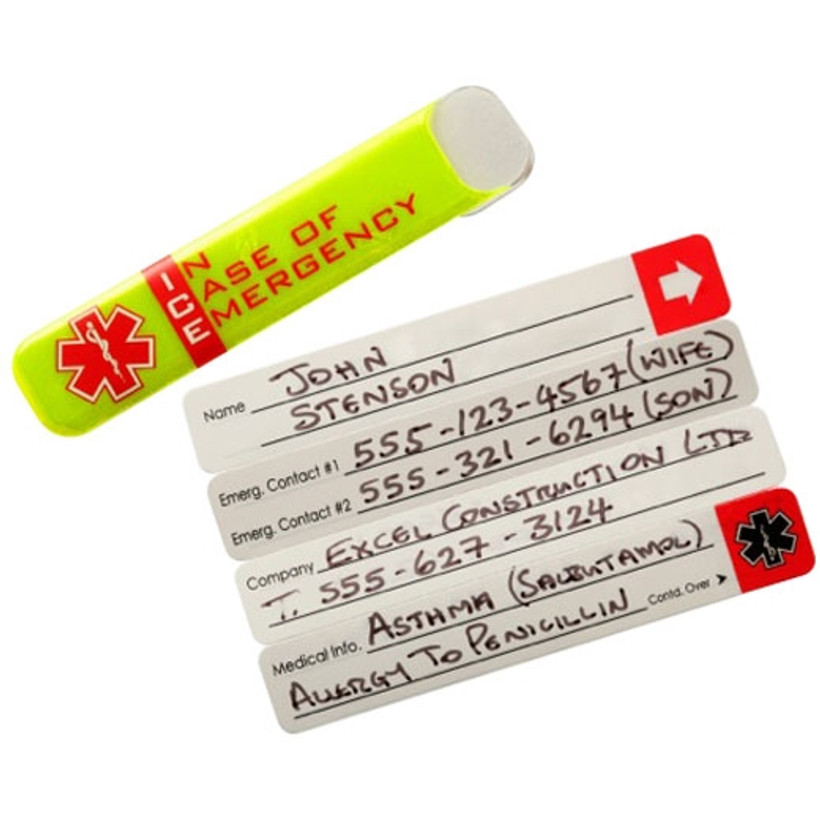 IN
CASE OF
EMERGENCY
ICE
Name JOHN
STENSON
Emerg. Contact #1 555-123-4567 (WIFE)
Emerg. Contact #2 555-321-6294 (SON)
Company EXCEL CONSTRUCTION LTD
T. 555-627-3124
Medical Info. ASTHMA (SALBUTAMOL)
ALLERGY TO PENICILLIN Contd. Over